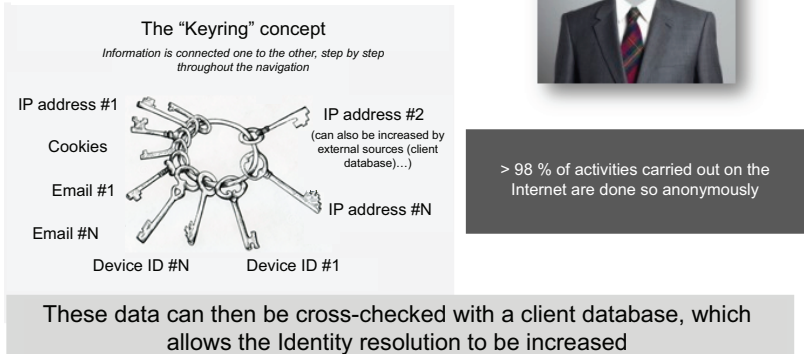 The “Keyring” concept
Information is connected one to the other, step by step
throughout the navigation
IP address #1
Cookies
Email #1
Email #N
Device ID #N
Device ID #1
IP address #2
(can also be increased by
external sources (client
database)…)
IP address #N
> 98 % of activities carried out on the
Internet are done so anonymously
These data can then be cross-checked with a client database, which
allows the Identity resolution to be increased